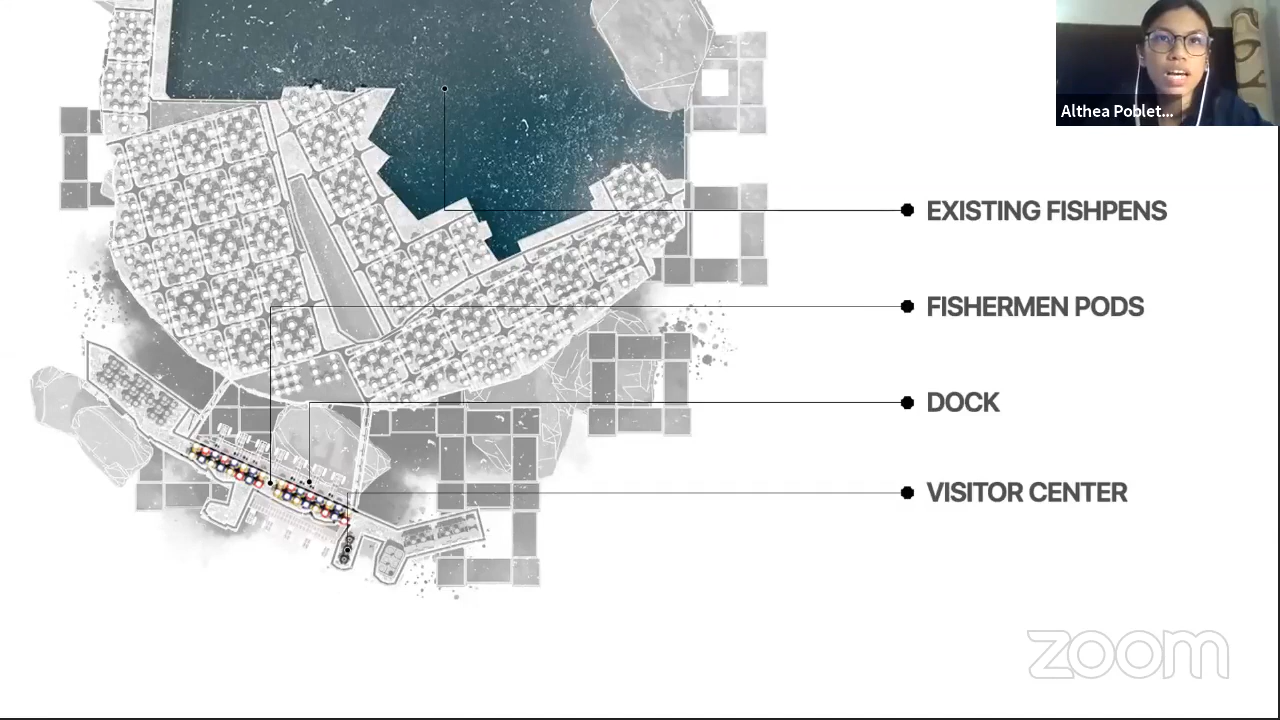 Althea Poblet...
EXISTING FISHPENS
FISHERMEN PODS
DOCK
VISITOR CENTER
zoom